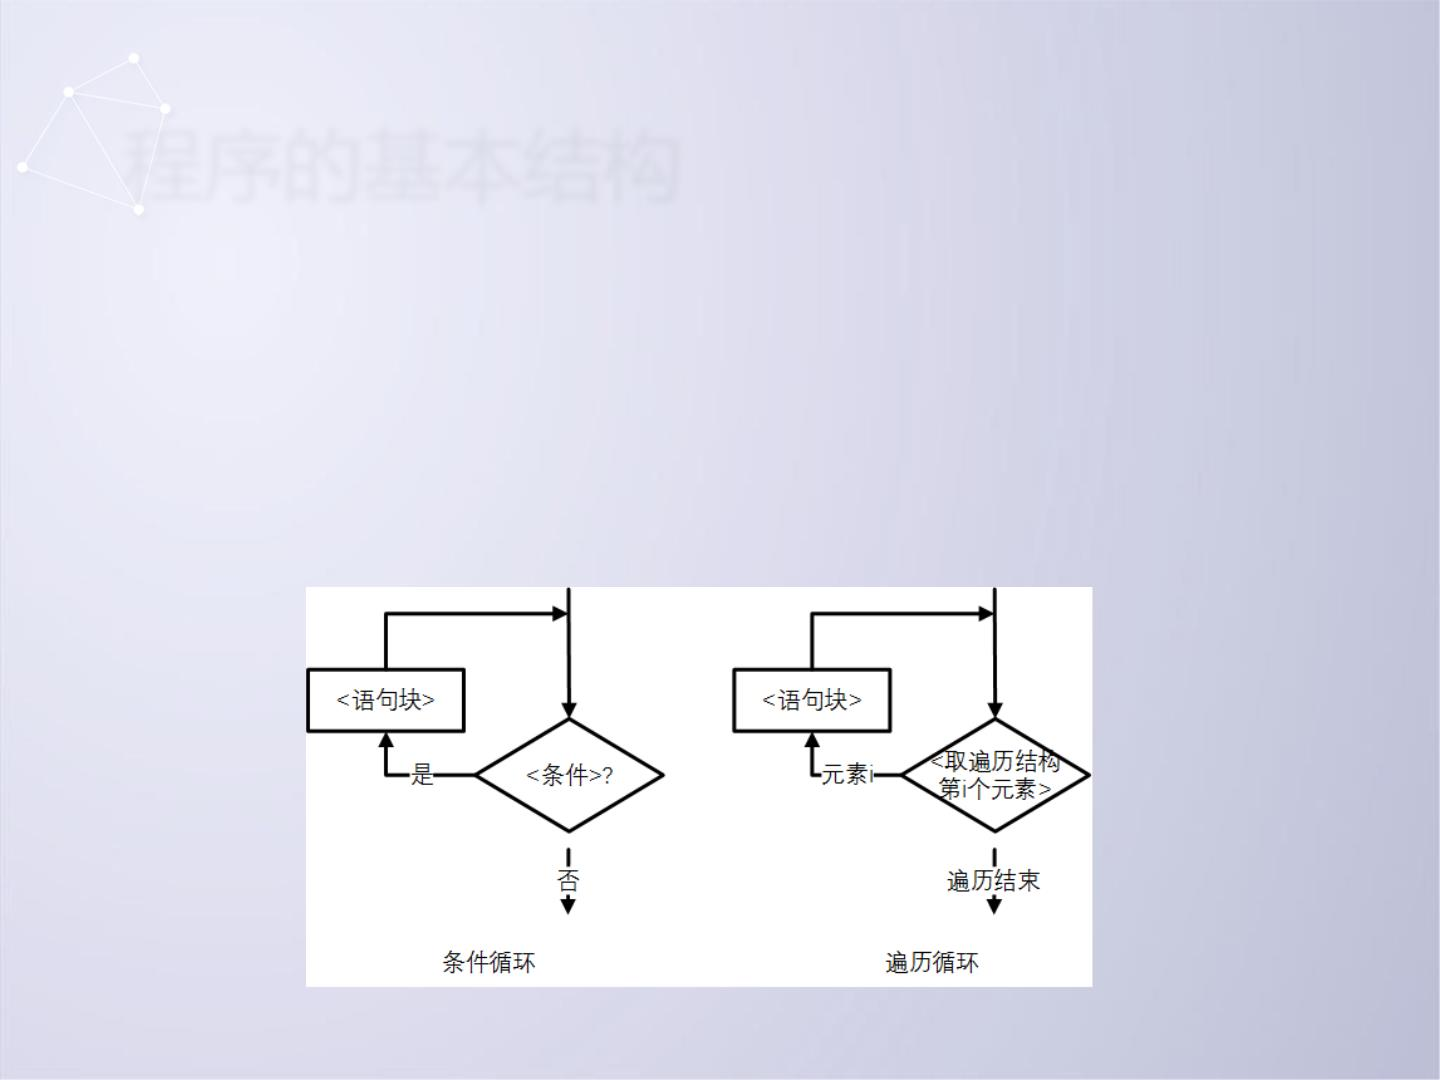 程序的基本结构
<语句块>
<条件>?
是
否
条件循环
<语句块>
<取遍历结构
第i个元素>
元素i
遍历结束
遍历循环